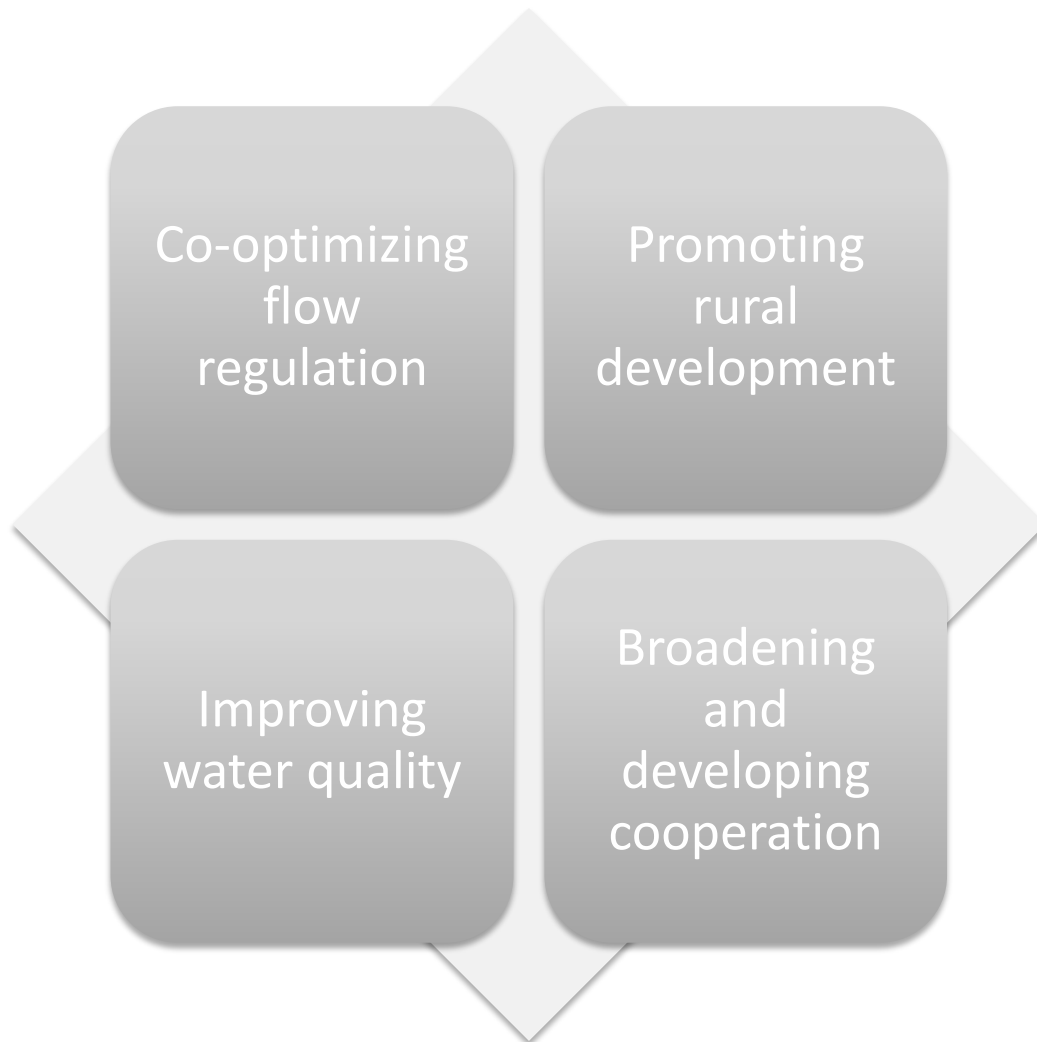 Co-optimizing
flow
regulation
Promoting
rural
development
Improving
water quality
Broadening
and
developing
cooperation